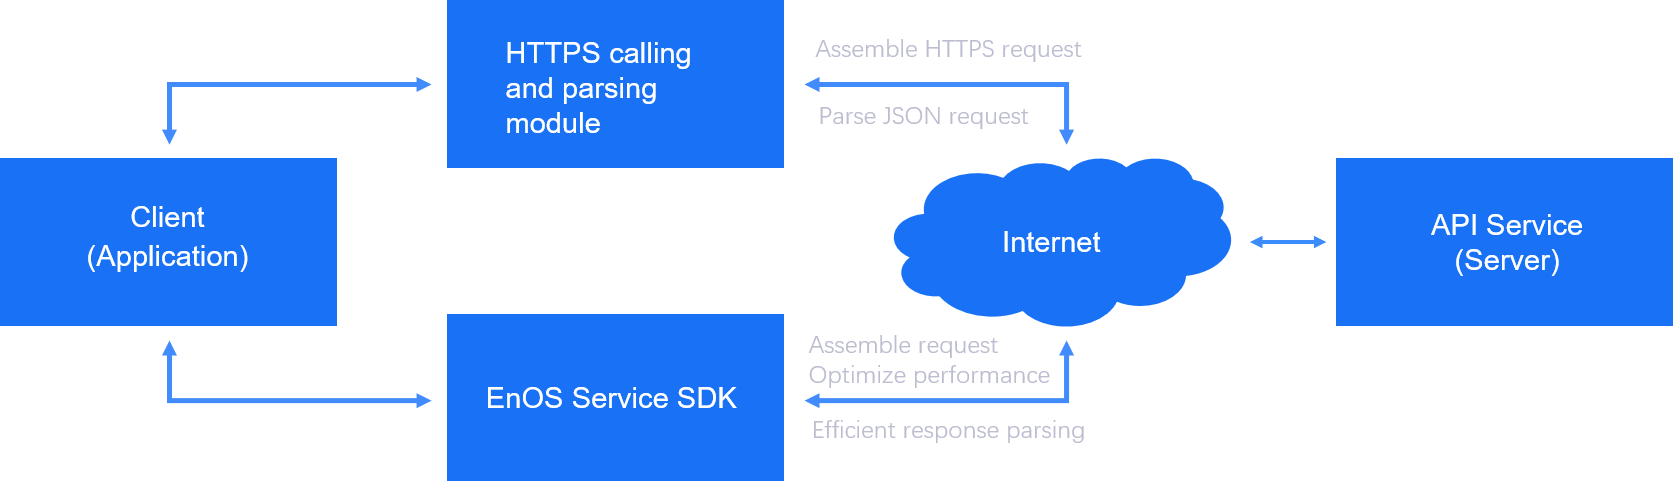 HTTPS calling
and parsing
module
Assemble HTTPS request
Parse JSON request
Client
(Application)
Internet
API Service
(Server)
EnOS Service SDK
Assemble request
Optimize performance
Efficient response parsing